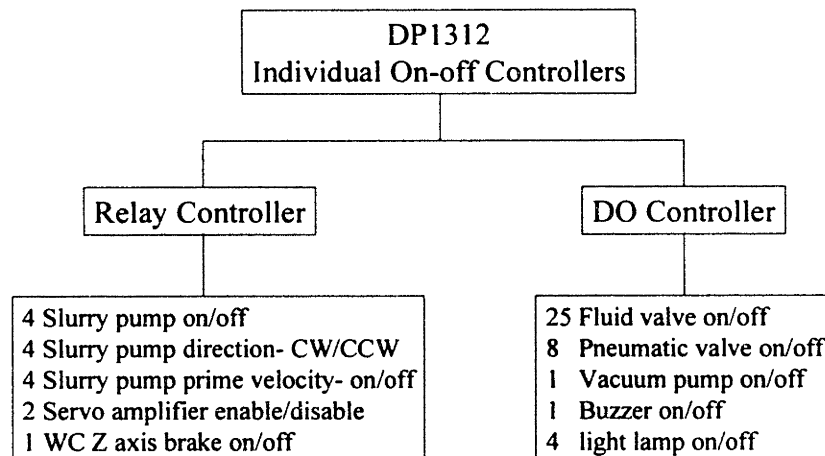 DP1312
Individual On-off Controllers
Relay Controller
DO Controller
4 Slurry pump on/off
4 Slurry pump direction- CW/CCW
4 Slurry pump prime velocity- on/off
2 Servo amplifier enable/disable
1 WC Z axis brake on/off
25 Fluid valve on/off
8 Pneumatic valve on/off
1 Vacuum pump on/off
1 Buzzer on/off
4 light lamp on/off